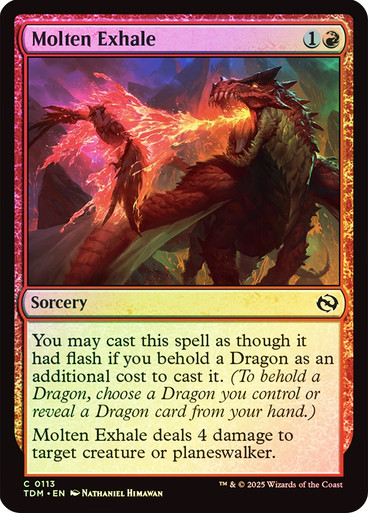 Molten Exhale 1
Sorcery
You may cast this spell as though it
had flash if you behold a Dragon as an
additional cost to cast it. (To behold a
Dragon, choose a Dragon you control or
reveal a Dragon card from your hand.)
Molten Exhale deals 4 damage to
target creature or planeswalker.
C 0113
TDM • EN Nathaniel Himawan
™ & © 2025 Wizards of the Coast